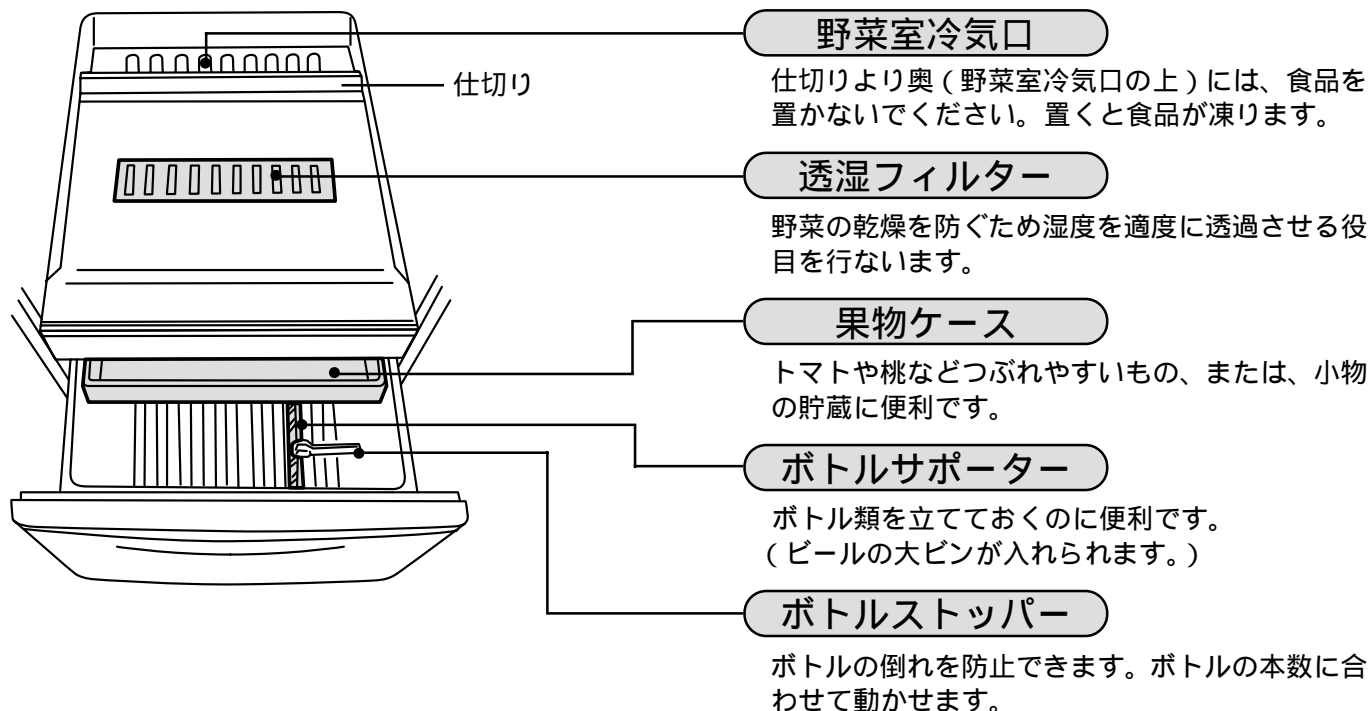 野菜室冷気口
仕切り
仕切りより奥(野菜室冷気口の上)には、食品を
置かないでください。置くと食品が凍ります。
透湿フィルター
野菜の乾燥を防ぐため湿度を適度に透過させる役
目を行ないます。
果物ケース
トマトや桃などつぶれやすいもの、または、小物
の貯蔵に便利です。
ボトルサポーター
ボトル類を立てておくのに便利です。
(ビールの大ビンが入れられます。)
ボトルストッパー
ボトルの倒れを防止できます。ボトルの本数に合
わせて動かせます。